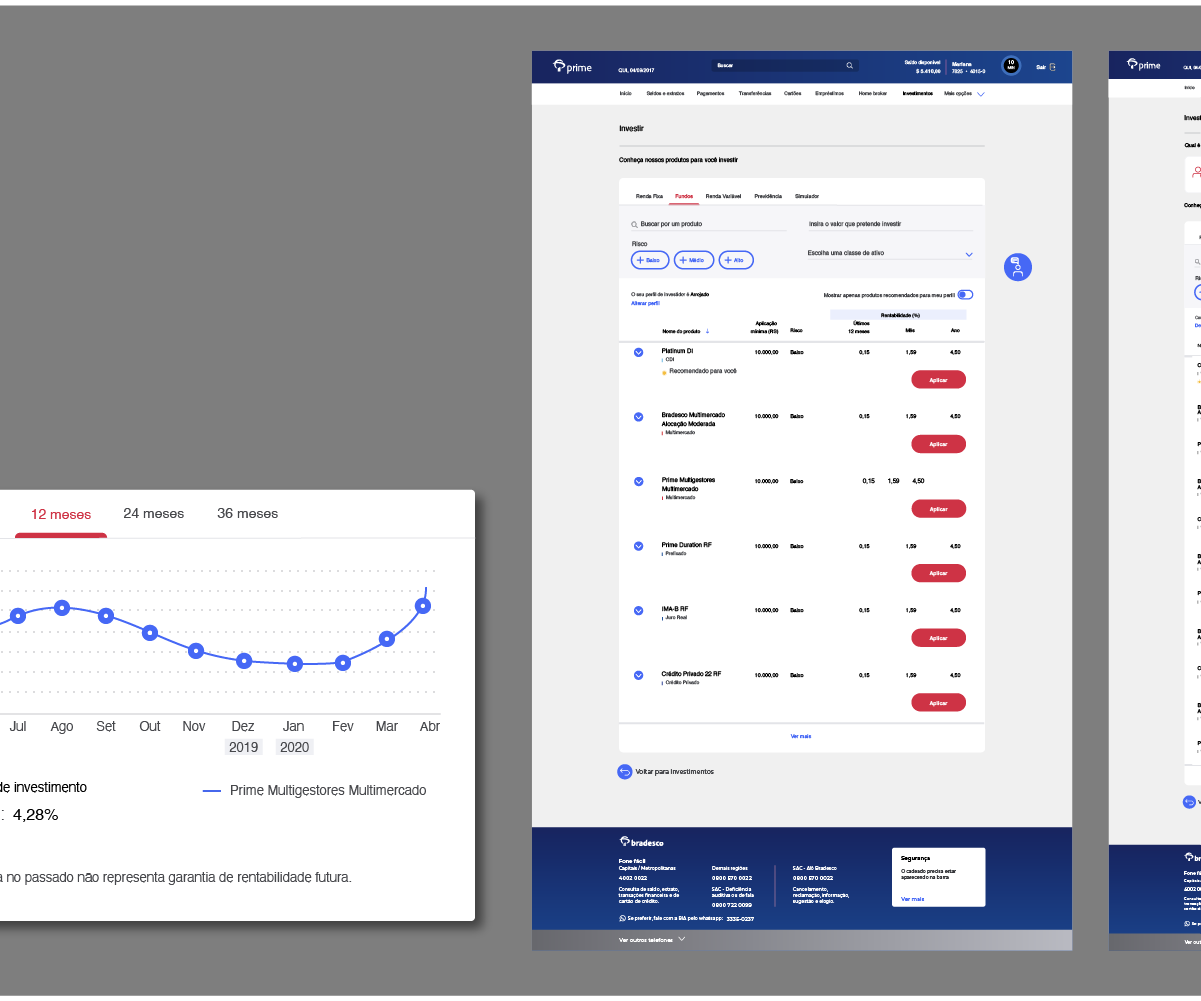 12 meses 24 meses 36 meses
Jul Ago Set Out Nov Dez Jan Fev Mar Abr
2019 2020
de investimento
Prime Multigestores Multimercado
: 4,28%
a no passado não representa garantia de rentabilidade futura.
prime
QUI, 04/09/2017
Buscar
Saldo disponível
Mariana
7825 • 4015-0
10
MIN
Sair
Início Saldos e extratos Pagamentos Transferências Cartões Empréstimos Home broker Investimentos Mais opções
Investir
Conheça nossos produtos para você investir
Renda Fixa Fundos Renda Variável Previdência Simulador
Buscar por um produto
Insira o valor que pretende investir
Risco
Baixo Médio Alto
Escolha uma classe de ativo
O seu perfil de investidor é Arrojado
Alterar perfil
Mostrar apenas produtos recomendados para meu perfil
Rentabilidade (%)
Nome do produto
Aplicação
mínima (R$)
Risco
Últimos
12 meses
Mês
Ano
Platinum DI 10.000,00 Baixo 0,15 1,59 4,50
CDI
Recomendado para você
Aplicar
Bradesco Multimercado 10.000,00 Baixo 0,15 1,59 4,50
Alocação Moderada
Multimercado
Aplicar
Prime Multigestores 10.000,00 Baixo 0,15 1,59 4,50
Multimercado
Multimercado
Aplicar
Prime Duration RF 10.000,00 Baixo 0,15 1,59 4,50
Prefixado
Aplicar
IMA-B RF 10.000,00 Baixo 0,15 1,59 4,50
Juro Real
Aplicar
Crédito Privado 22 RF 10.000,00 Baixo 0,15 1,59 4,50
Crédito Privado
Aplicar
Ver mais
Voltar para Investimentos
bradesco
Fone fácil
Capitais / Metropolitanas
4002 0022
Consulta de saldo, extrato,
transações financeira e de
cartão de crédito.
Demais regiões
0800 570 0022
SAC - Deficiência
auditiva ou de fala
0800 722 0099
SAC - Alô Bradesco
0800 570 0022
Cancelamento,
reclamação, informação,
sugestão e elogio.
Se preferir, fale com a BIA pelo whatsapp: 3335-0237
Segurança
O cadeado precisa estar
aparecendo na barra
Ver mais
Ver outros telefones
prime
Invest
Qual é